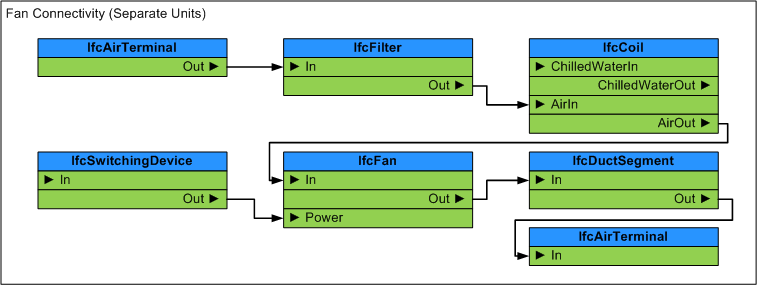 Fan Connectivity (Separate Units)
IfcAirTerminal
Out ►
IfcFilter
► In
Out ►
IfcCoil
► ChilledWaterIn
ChilledWaterOut ►
► AirIn
AirOut ►
IfcSwitchingDevice
► In
Out ►
IfcFan
► In
Out ►
► Power
IfcDuctSegment
► In
Out ►
IfcAirTerminal
► In